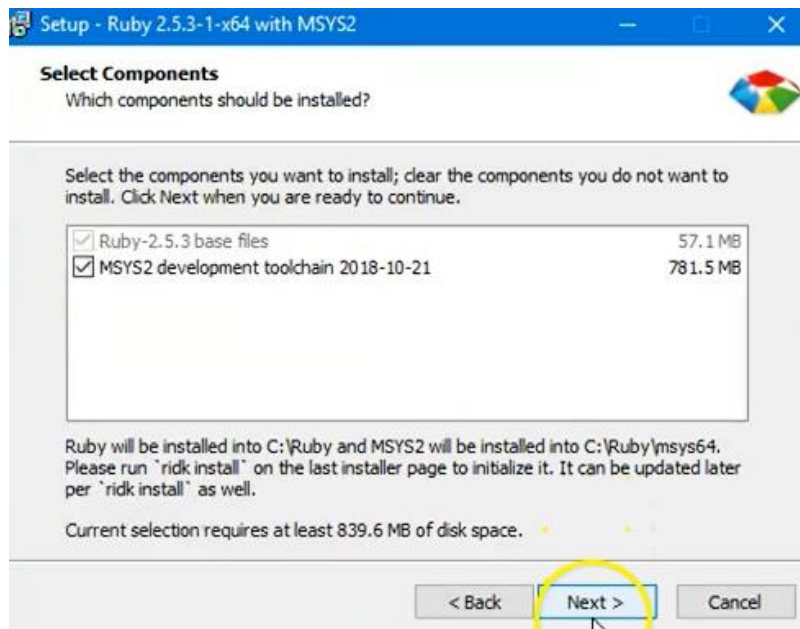 Setup - Ruby 2.5.3-1-x64 with MSYS2
Select Components
Which components should be installed?
Select the components you want to install; clear the components you do not want to
install. Click Next when you are ready to continue.
Ruby-2.5.3 base files 57.1 MB
MSYS2 development toolchain 2018-10-21 781.5 MB
Ruby will be installed into C:\Ruby and MSYS2 will be installed into C:\Ruby\msys64.
Please run `ridk install` on the last installer page to initialize it. It can be updated later
per `ridk install` as well.
Current selection requires at least 839.6 MB of disk space.
< Back Next > Cancel